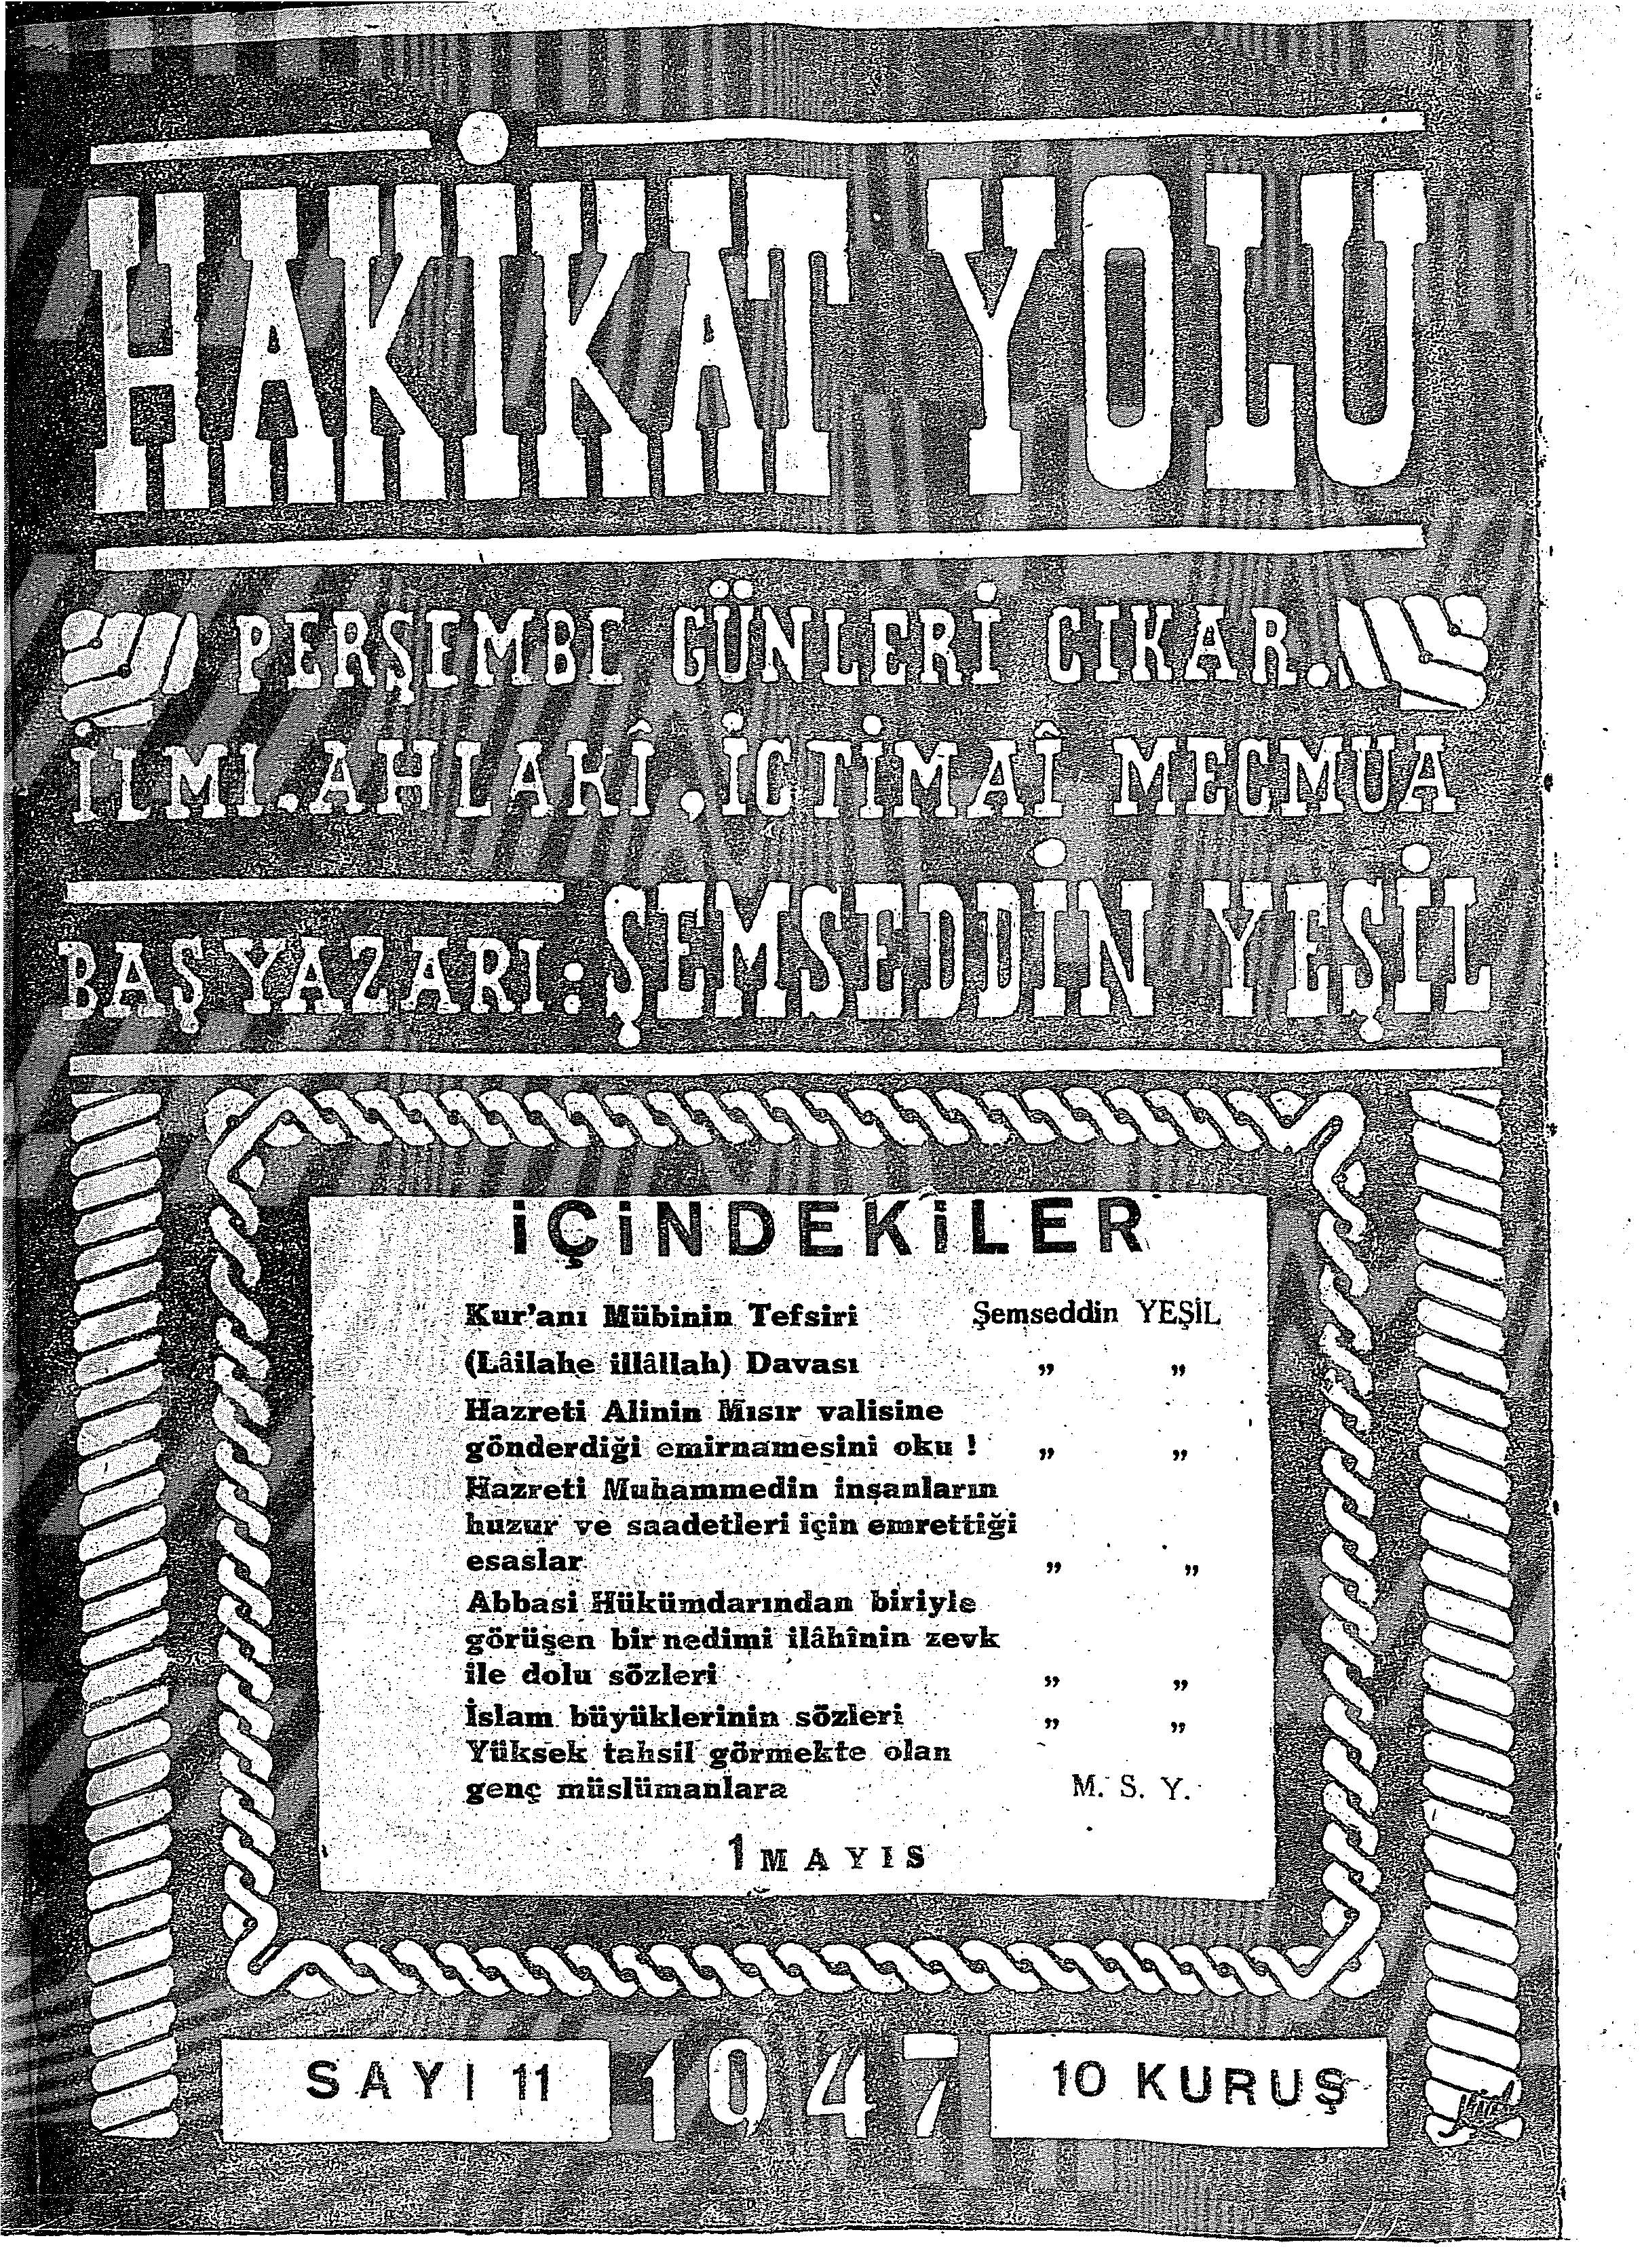 HAKİKAT YOLU
PERŞEMBE GÜNLERİ CIKAR.
İLMI.AHLAKÎ,İCTİMAÎ MECMUA
BAŞYAZARI: ŞEMSEDDİN YEŞİL
İÇİNDEKİLER
Kur'anı Mübinin Tefsiri Şemseddin YEŞİL
(Lâilahe illâllah) Davası „ „
Hazreti Alinin Mısır valisine
gönderdiği emirnamesini oku ! „ „
Hazreti Muhammedin insanların
huzur ve saadetleri için emrettiği
esaslar „ „
Abbasi Hükümdarından biriyle
görüşen bir nedimi ilâhînin zevk
ile dolu sözleri „ „
İslam büyüklerinin sözleri „ „
Yüksek tahsil görmekte olan
genç müslümanlara M. S. Y.
1 MAYIS
SAYI 11 1947 10 KURUŞ